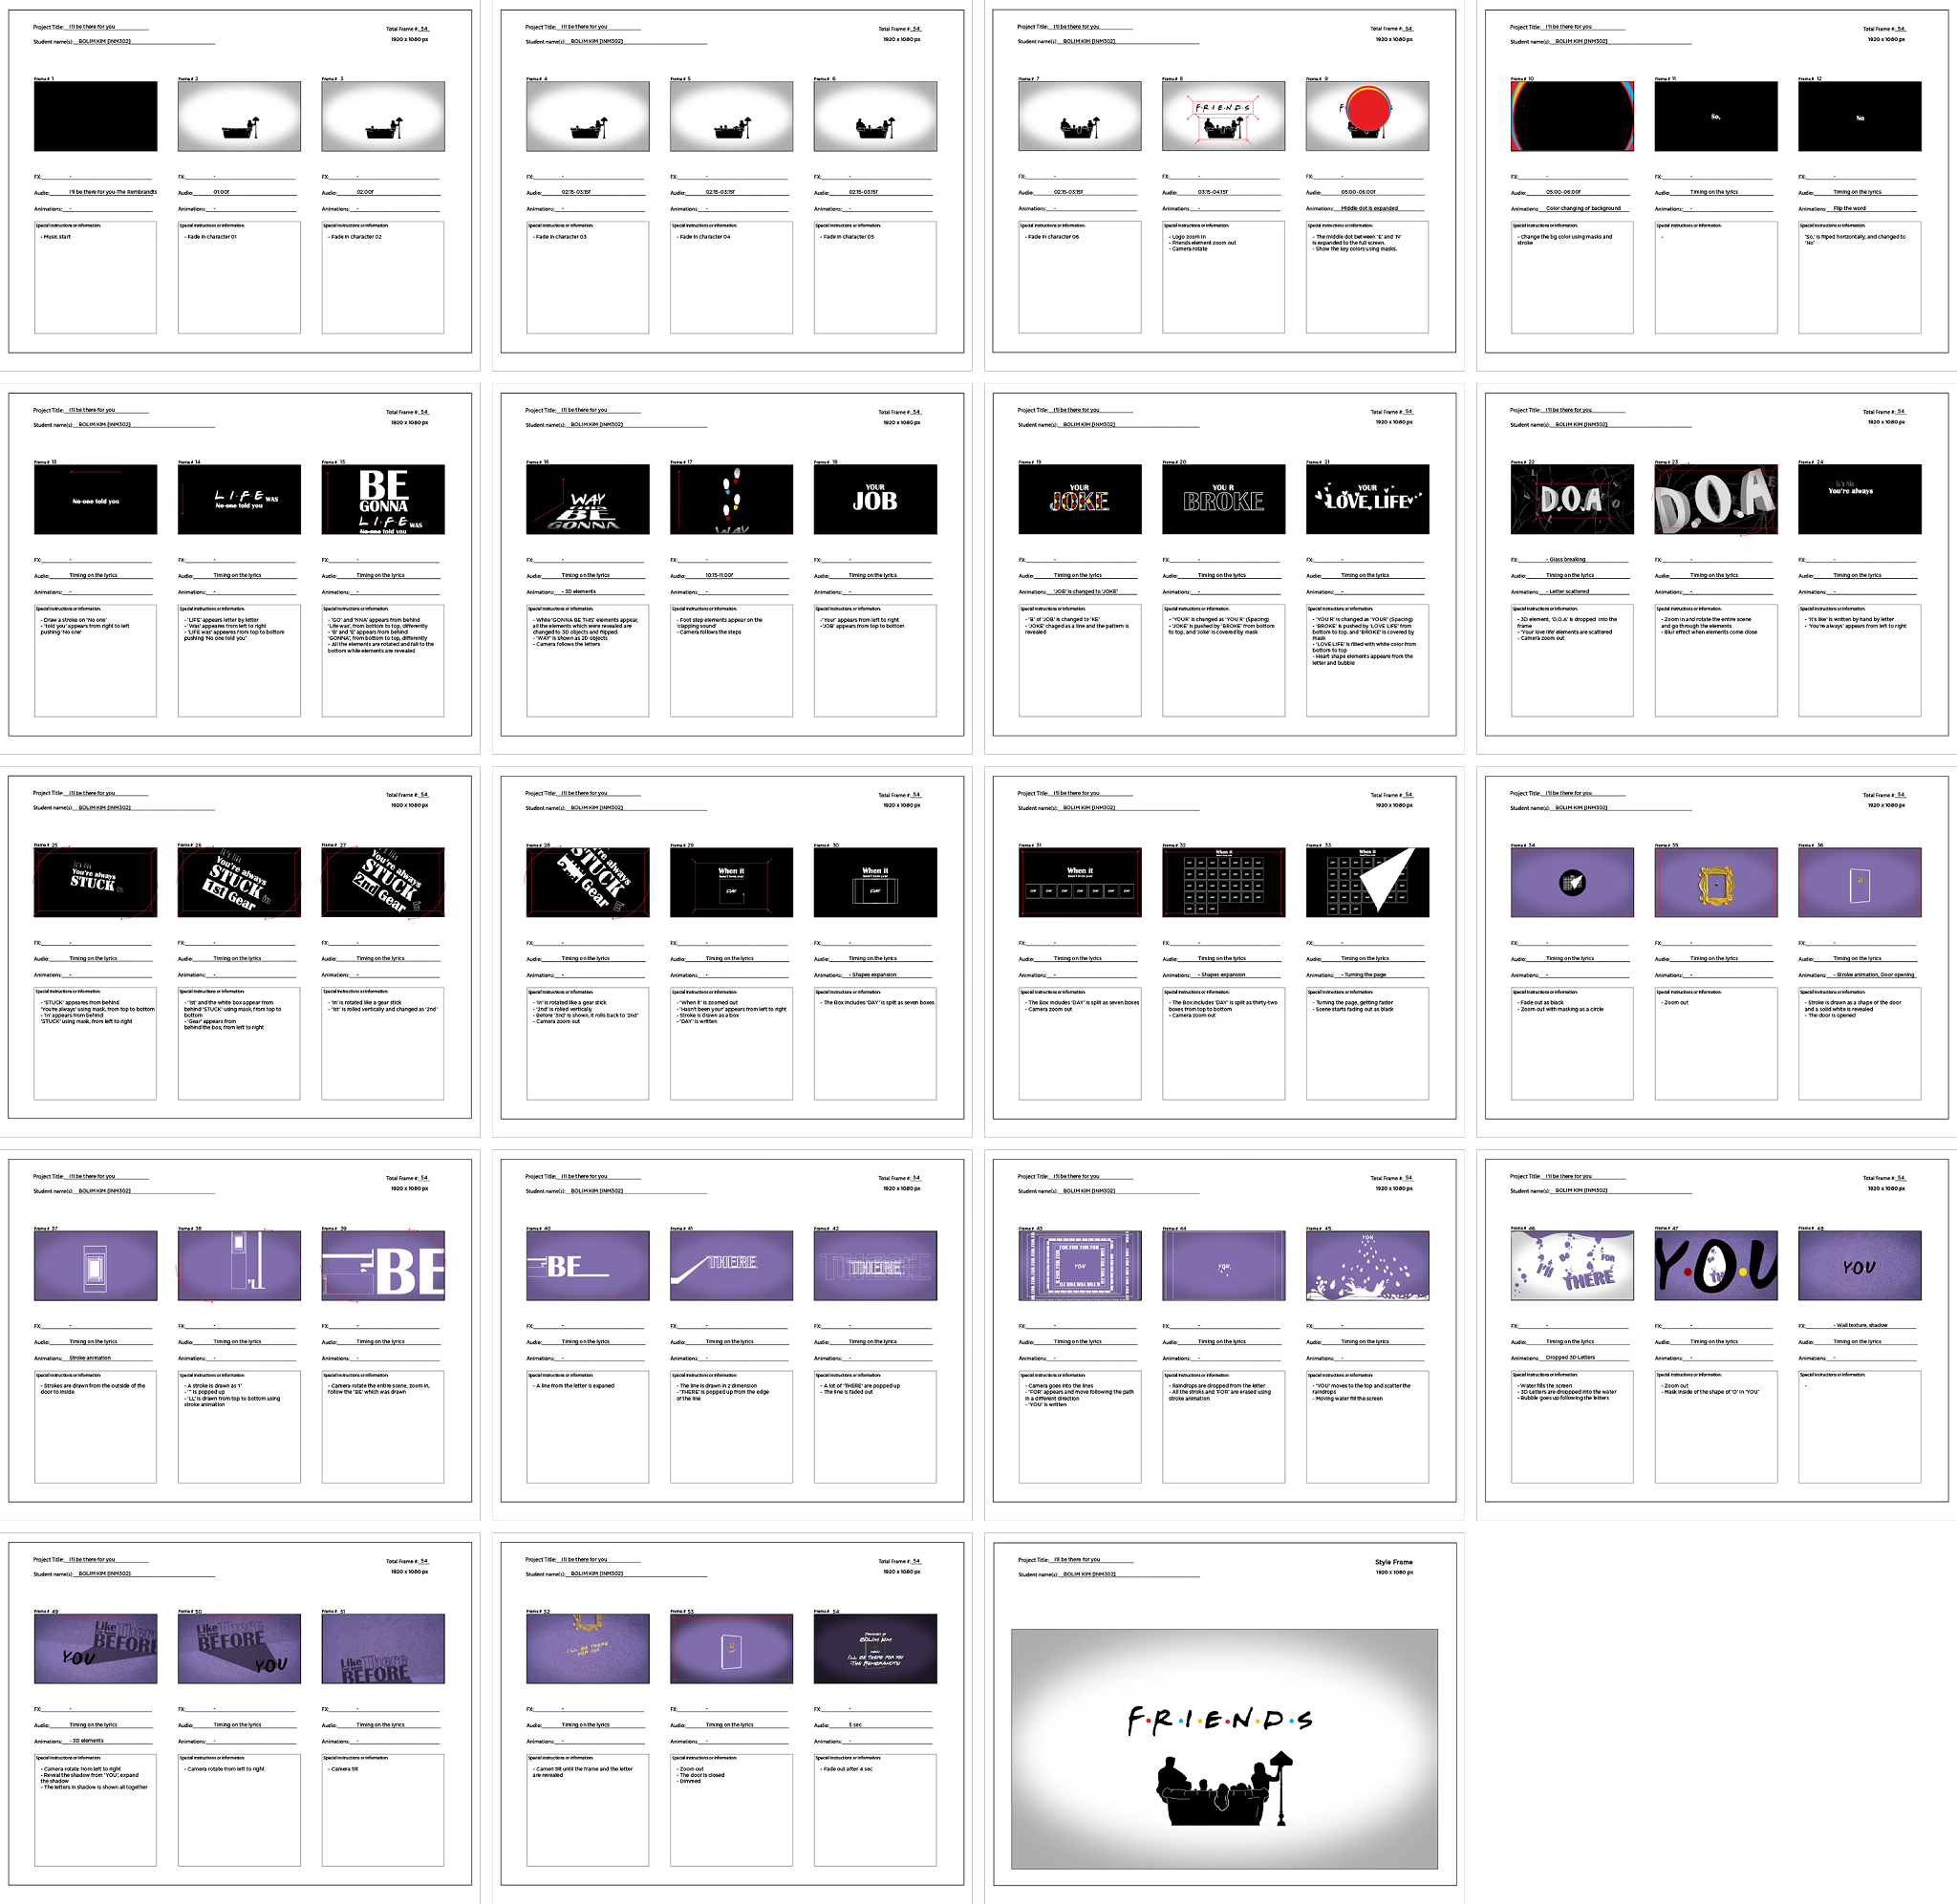 Project Title: I'll be there for you
Total Frame #: 54
Student name(s): BOLIM KIM [INM302]
1920 x 1080 px
Frame # 1
Frame # 2
Frame # 3
FX: -
FX: -
FX: -
Audio: I'll be there for you-The Rembrandts
Audio: 01:00f
Audio: 02:00f
Animations: -
Animations: -
Animations: -
Special Instructions or Information:
- Music start
Special Instructions or Information:
- Fade in character 01
Special Instructions or Information:
- Fade in character 02
Project Title: I'll be there for you
Total Frame #: 54
Student name(s): BOLIM KIM [INM302]
1920 x 1080 px
Frame # 4
Frame # 5
Frame # 6
FX: -
FX: -
FX: -
Audio: 02:15-03:15f
Audio: 02:15-03:15f
Audio: 02:15-03:15f
Animations: -
Animations: -
Animations: -
Special Instructions or Information:
- Fade in character 03
Special Instructions or Information:
- Fade in character 04
Special Instructions or Information:
- Fade in character 05
Project Title: I'll be there for you
Total Frame #: 54
Student name(s): BOLIM KIM [INM302]
1920 x 1080 px
Frame # 7
Frame # 8
Frame # 9
F·R·I·E·N·D·S
FX: -
FX: -
FX: -
Audio: 02:15-03:15f
Audio: 03:15-04:15f
Audio: 05:00-06:00f
Animations: -
Animations: -
Animations: Middle dot is expanded
Special Instructions or Information:
- Fade in character 06
Special Instructions or Information:
- Logo zoom in
- Friends element zoom out
- Camera rotate
Special Instructions or Information:
- The middle dot between 'E' and 'N'
is expanded to the full screen.
- Show the key colors using masks.
Project Title: I'll be there for you
Total Frame #: 54
Student name(s): BOLIM KIM [INM302]
1920 x 1080 px
Frame # 10
Frame # 11
Frame # 12
So,
No
FX: -
FX: -
FX: -
Audio: 05:00-06:00f
Audio: Timing on the lyrics
Audio: Timing on the lyrics
Animations: Color changing of background
Animations: -
Animations: Flip the word
Special Instructions or Information:
- Change the bg color using masks and
stroke
Special Instructions or Information:
-
Special Instructions or Information:
'So,' is fliped horizontally, and changed to
'No'
Project Title: I'll be there for you
Total Frame #: 54
Student name(s): BOLIM KIM [INM302]
1920 x 1080 px
Frame # 13
Frame # 14
Frame # 15
No one told you
L·I·F·E WAS
No one told you
BE
GONNA
L·I·F·E WAS
No one told you
FX: -
FX: -
FX: -
Audio: Timing on the lyrics
Audio: Timing on the lyrics
Audio: Timing on the lyrics
Animations: -
Animations: -
Animations: -
Special Instructions or Information:
- Draw a stroke on 'No one'
- 'told you' appears from right to left
pushing 'No one'
Special Instructions or Information:
- 'LIFE' appears letter by letter
- 'Was' appeares from left to right
- 'LIFE was' appeares from top to bottom
pushing 'No one told you'
Special Instructions or Information:
- 'GO' and 'NNA' appears from behind
'Life was', from bottom to top, differently
- 'B' and 'E' appears from behind
'GONNA', from bottom to top, differently
- All the elements are rotated and fall to the
bottom while elements are revealed
Project Title: I'll be there for you
Total Frame #: 54
Student name(s): BOLIM KIM [INM302]
1920 x 1080 px
Frame # 16
Frame # 17
Frame # 18
WAY
THIS
BE
GONNA
WAY
YOUR
JOB
FX: -
FX: -
FX: -
Audio: Timing on the lyrics
Audio: 10:15-11:00f
Audio: Timing on the lyrics
Animations: - 3D elements
Animations: -
Animations: -
Special Instructions or Information:
- While 'GONNA BE THIS' elements appear,
all the elements which were revealed are
changed to 3D objects and flipped.
- 'WAY' is shown as 2D objects
- Camera follows the letters
Special Instructions or Information:
- Foot step elements appear on the
'clapping sound'
- Camera follows the steps
Special Instructions or Information:
- 'Your' appears from left to right
- 'JOB' appears from top to bottom
Project Title: I'll be there for you
Total Frame #: 54
Student name(s): BOLIM KIM [INM302]
1920 x 1080 px
Frame # 19
Frame # 20
Frame # 21
YOUR
JOKE
YOU R
BROKE
YOUR
LOVE LIFE
FX: -
FX: -
FX: -
Audio: Timing on the lyrics
Audio: Timing on the lyrics
Audio: Timing on the lyrics
Animations: 'JOB' is changed to 'JOKE'
Animations: -
Animations: -
Special Instructions or Information:
- 'B' of 'JOB' is changed to 'KE'
- 'JOKE' chaged as a line and the pattern is
revealed
Special Instructions or Information:
- 'YOUR' is changed as 'YOU R' (Spacing)
- 'JOKE' is pushed by 'BROKE' from bottom
to top, and 'Joke' is covered by mask
Special Instructions or Information:
- 'YOU R' is changed as 'YOUR' (Spacing)
- 'BROKE' is pushed by 'LOVE LIFE' from
bottom to top, and 'BROKE' is covered by
mask
- 'LOVE LIFE' is filled with white color from
bottom to top
- Heart shape elements appear from the
letter and bubble
Project Title: I'll be there for you
Total Frame #: 54
Student name(s): BOLIM KIM [INM302]
1920 x 1080 px
Frame # 22
Frame # 23
Frame # 24
D.O.A
D.O.A
It's like
You're always
FX: - Glass breaking
FX: -
FX: -
Audio: Timing on the lyrics
Audio: Timing on the lyrics
Audio: Timing on the lyrics
Animations: - Letter scattered
Animations: -
Animations: -
Special Instructions or Information:
- 3D element, 'D.O.A' is dropped into the
frame
- 'Your love life' elements are scattered
- Camera zoom out
Special Instructions or Information:
- Zoom in and rotate the entire scene
and go through the elements
- Blur effect when elements come close
Special Instructions or Information:
- 'It's like' is written by hand by letter
- 'You're always' appears from left to right
Project Title: I'll be there for you
Total Frame #: 54
Student name(s): BOLIM KIM [INM302]
1920 x 1080 px
Frame # 25
Frame # 26
Frame # 27
It's like
You're always
STUCK in
It's like
You're always
STUCK in
1st Gear
It's like
You're always
STUCK in
2nd Gear
FX: -
FX: -
FX: -
Audio: Timing on the lyrics
Audio: Timing on the lyrics
Audio: Timing on the lyrics
Animations: -
Animations: -
Animations: -
Special Instructions or Information:
- 'STUCK' appeares from behind
'You're always' using mask, from top to bottom
- 'in' appears from behind
'STUCK' using mask, from left to right
Special Instructions or Information:
- '1st' and the white box appear from
behind 'STUCK' using mask, from top to
bottom
- 'Gear' appears from
behind the box, from left to right
Special Instructions or Information:
- 'in' is rotated like a gear stick
- '1st' is rolled vertically and changed as '2nd'
Project Title: I'll be there for you
Total Frame #: 54
Student name(s): BOLIM KIM [INM302]
1920 x 1080 px
Frame # 28
Frame # 29
Frame # 30
You're always
STUCK
Gear
When it
hasn't been your
DAY
When it
hasn't been your
DAY
FX: -
FX: -
FX: -
Audio: Timing on the lyrics
Audio: Timing on the lyrics
Audio: Timing on the lyrics
Animations: -
Animations: -
Animations: - Shapes expansion
Special Instructions or Information:
- 'in' is rotated like a gear stick
- '2nd' is rolled vertically
- Before '3nd' is shown, it rolls back to '2nd'
- Camera zoom out
Special Instructions or Information:
- 'When it' is zoomed out
- 'Hasn't been your' appears from left to right
- Stroke is drawn as a box
- 'DAY' is written
Special Instructions or Information:
- The Box includes 'DAY' is split as seven boxes
Project Title: I'll be there for you
Total Frame #: 54
Student name(s): BOLIM KIM [INM302]
1920 x 1080 px
Frame # 31
Frame # 32
Frame # 33
When it
hasn't been your
DAY DAY DAY DAY DAY DAY DAY
When it
When it
FX: -
FX: -
FX: -
Audio: Timing on the lyrics
Audio: Timing on the lyrics
Audio: Timing on the lyrics
Animations: -
Animations: - Shapes expansion
Animations: - Turning the page
Special Instructions or Information:
- The Box includes 'DAY' is split as seven boxes
- Camera zoom out
Special Instructions or Information:
- The Box includes 'DAY' is split as thirty-two
boxes from top to bottom
- Camera zoom out
Special Instructions or Information:
- Turning the page, getting faster
- Scene starts fading out as black
Project Title: I'll be there for you
Total Frame #: 54
Student name(s): BOLIM KIM [INM302]
1920 x 1080 px
Frame # 34
Frame # 35
Frame # 36
FX: -
FX: -
FX: -
Audio: Timing on the lyrics
Audio: Timing on the lyrics
Audio: Timing on the lyrics
Animations: -
Animations: -
Animations: - Stroke animation, Door opening
Special Instructions or Information:
- Fade out as black
- Zoom out with masking as a circle
Special Instructions or Information:
- Zoom out
Special Instructions or Information:
- Stroke is drawn as a shape of the door
and a solid white is revealed
- The door is opened
Project Title: I'll be there for you
Total Frame #: 54
Student name(s): BOLIM KIM [INM302]
1920 x 1080 px
Frame # 37
Frame # 38
Frame # 39
'LL
BE
FX: -
FX: -
FX: -
Audio: Timing on the lyrics
Audio: Timing on the lyrics
Audio: Timing on the lyrics
Animations: Stroke animation
Animations: -
Animations: -
Special Instructions or Information:
- Strokes are drawn from the outside of the
door to inside
Special Instructions or Information:
- A stroke is drawn as 'I'
- ''' is popped up
- 'LL' is drawn from top to bottom using
stroke animation
Special Instructions or Information:
- Camera rotate the entire scene, zoom in,
follow the 'BE' which was drawn
Project Title: I'll be there for you
Total Frame #: 54
Student name(s): BOLIM KIM [INM302]
1920 x 1080 px
Frame # 40
Frame # 41
Frame # 42
BE
THERE
THERE
FX: -
FX: -
FX: -
Audio: Timing on the lyrics
Audio: Timing on the lyrics
Audio: Timing on the lyrics
Animations: -
Animations: -
Animations: -
Special Instructions or Information:
- A line from the letter is expaned
Special Instructions or Information:
- The line is drawn in 2 dimension
- 'THERE' is popped up from the edge
of the line
Special Instructions or Information:
- A lot of 'THERE' are popped up
- The line is faded out
Project Title: I'll be there for you
Total Frame #: 54
Student name(s): BOLIM KIM [INM302]
1920 x 1080 px
Frame # 43
Frame # 44
Frame # 45
FOR FOR FOR FOR
YOU
YOU,
YOU
FX: -
FX: -
FX: -
Audio: Timing on the lyrics
Audio: Timing on the lyrics
Audio: Timing on the lyrics
Animations: -
Animations: -
Animations: -
Special Instructions or Information:
- Camera goes into the lines
- 'FOR' appears and move following the path
in a different direction
- 'YOU' is written
Special Instructions or Information:
- Raindrops are dropped from the letter
- All the stroks and 'FOR' are erased using
stroke animation
Special Instructions or Information:
- 'YOU' moves to the top and scatter the
raindrops
- Moving water fill the screen
Project Title: I'll be there for you
Total Frame #: 54
Student name(s): BOLIM KIM [INM302]
1920 x 1080 px
Frame # 46
Frame # 47
Frame # 48
I'll BE FOR
THERE
YOU
YOU
FX: -
FX: -
FX: - Wall texture, shadow
Audio: Timing on the lyrics
Audio: Timing on the lyrics
Audio: Timing on the lyrics
Animations: Dropped 3D Letters
Animations: -
Animations: -
Special Instructions or Information:
- Water fills the screen
- 3D Letters are droppped into the water
- Bubble goes up following the letters
Special Instructions or Information:
- Zoom out
- Mask inside of the shape of 'O' in 'YOU'
Special Instructions or Information:
-
Project Title: I'll be there for you
Total Frame #: 54
Student name(s): BOLIM KIM [INM302]
1920 x 1080 px
Frame # 49
Frame # 50
Frame # 51
Like There
BEFORE
YOU
Like There
BEFORE
YOU
Like There
BEFORE
FX: -
FX: -
FX: -
Audio: Timing on the lyrics
Audio: Timing on the lyrics
Audio: Timing on the lyrics
Animations: - 3D elements
Animations: -
Animations: -
Special Instructions or Information:
- Camera rotate from left to right
- Reveal the shadow from 'YOU', expand
the shadow
- The letters in shadow is shown all together
Special Instructions or Information:
- Camera rotate from left to right
Special Instructions or Information:
- Camera tilt
Project Title: I'll be there for you
Total Frame #: 54
Student name(s): BOLIM KIM [INM302]
1920 x 1080 px
Frame # 52
Frame # 53
Frame # 54
I'LL BE THERE
FOR YOU
BOLIM KIM
I'LL BE THERE FOR YOU
(THE REMBRANDTS)
FX: -
FX: -
FX: -
Audio: Timing on the lyrics
Audio: Timing on the lyrics
Audio: 5 sec
Animations: -
Animations: -
Animations: -
Special Instructions or Information:
- Camert tilt until the frame and the letter
are revealed
Special Instructions or Information:
- Zoom out
- The door is closed
- Dimmed
Special Instructions or Information:
- Fade out after 4 sec
Project Title: I'll be there for you
Style Frame
Student name(s): BOLIM KIM [INM302]
1920 x 1080 px
F·R·I·E·N·D·S